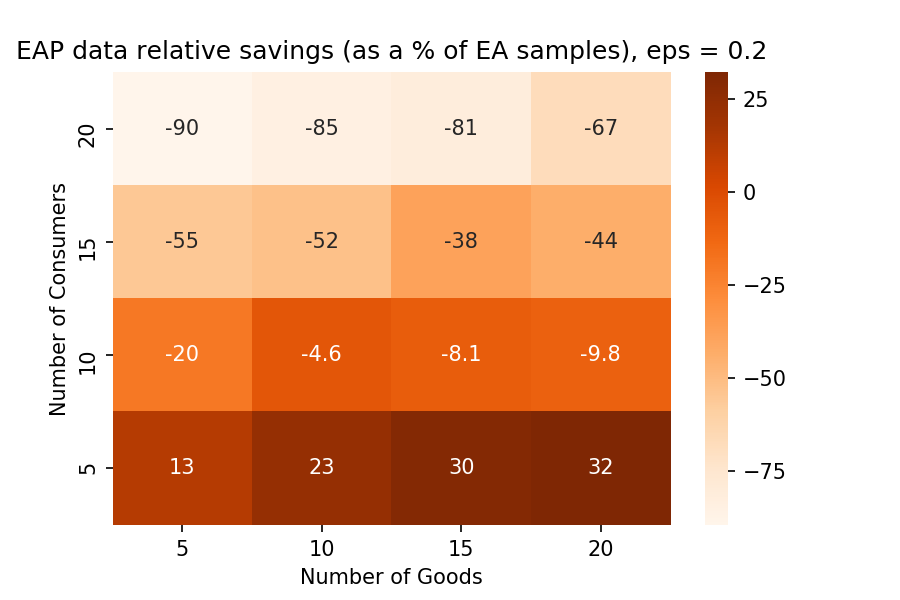 EAP data relative savings (as a % of EA samples), eps = 0.2
Number of Consumers
20
-90 -85 -81 -67
15
-55 -52 -38 -44
10
-20 -4.6 -8.1 -9.8
5
13 23 30 32
5 10 15 20
Number of Goods
25
0
−25
−50
−75